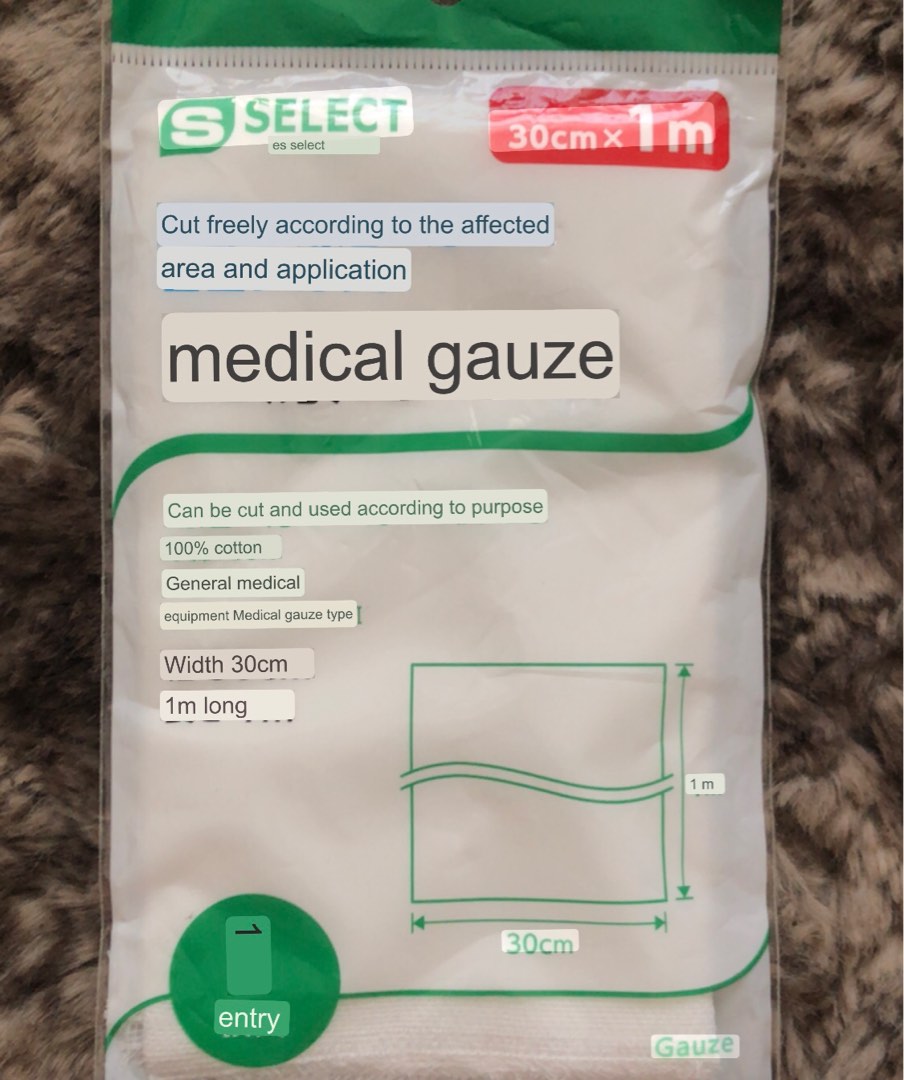 S SELECT
es select
30cm×1m
Cut freely according to the affected
area and application
medical gauze
Can be cut and used according to purpose
100% cotton
General medical
equipment Medical gauze type
Width 30cm
1m long
1 m
30cm
1
entry
Gauze